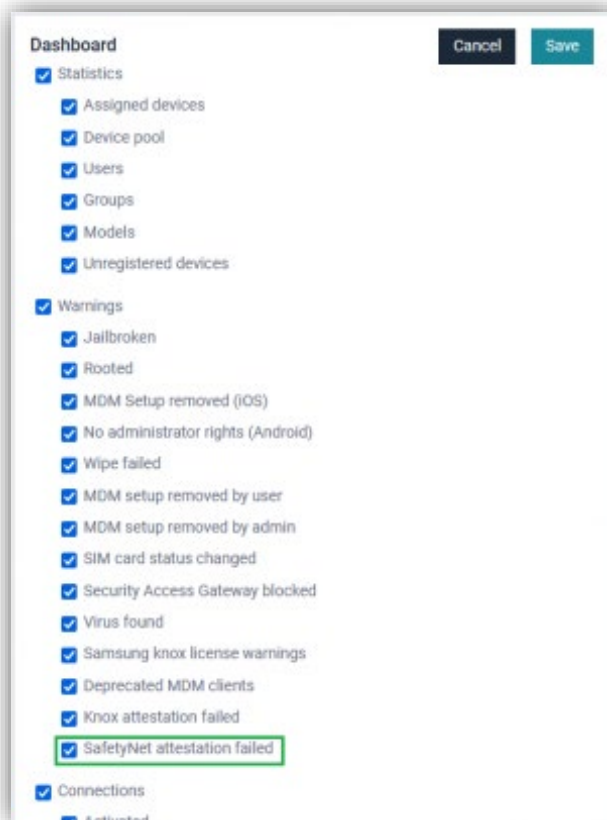 Dashboard
Cancel
Save
Statistics
Assigned devices
Device pool
Users
Groups
Models
Unregistered devices
Warnings
Jailbroken
Rooted
MDM Setup removed (iOS)
No administrator rights (Android)
Wipe failed
MDM setup removed by user
MDM setup removed by admin
SIM card status changed
Security Access Gateway blocked
Virus found
Samsung knox license warnings
Deprecated MDM clients
Knox attestation failed
SafetyNet attestation failed
Connections
Activated